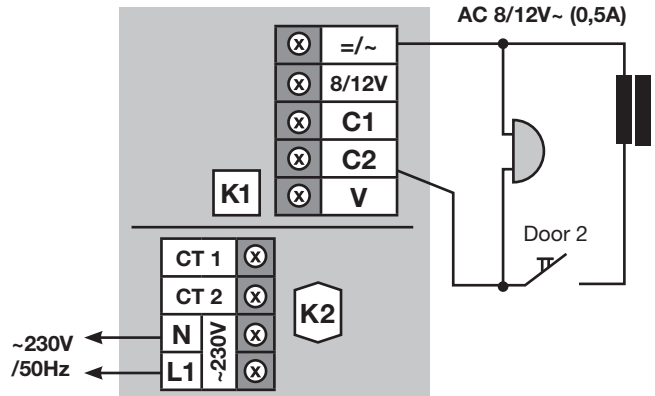 AC 8/12V~ (0,5A)
=/~
8/12V
C1
C2
V
K1
Door 2
CT 1
CT 2
N
L1
~230V
K2
~230V
/50Hz